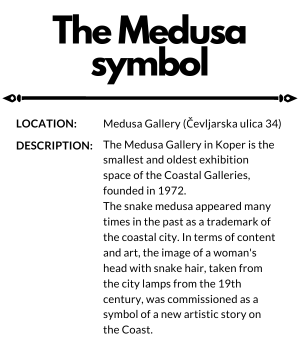 The Medusa
symbol
LOCATION: Medusa Gallery (Čevljarska ulica 34)
DESCRIPTION: The Medusa Gallery in Koper is the
smallest and oldest exhibition
space of the Coastal Galleries,
founded in 1972.
The snake medusa appeared many
times in the past as a trademark of
the coastal city. In terms of content
and art, the image of a woman's
head with snake hair, taken from
the city lamps from the 19th
century, was commissioned as a
symbol of a new artistic story on
the Coast.